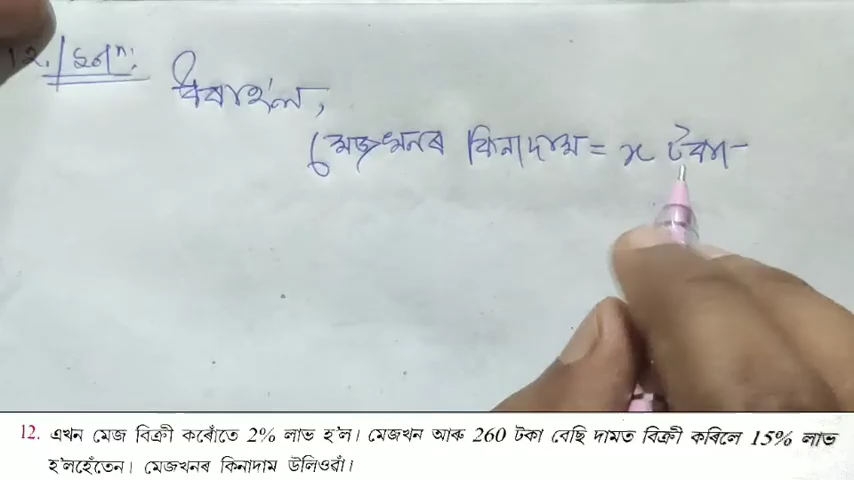 12. সলⁿ:
ধৰাহ'ল,
মেজখনৰ কিনাদাম = x টকা
12. এখন মেজ বিক্ৰী কৰোঁতে 2% লাভ হ'ল। মেজখন আৰু 260 টকা বেছি দামত বিক্ৰী কৰিলে 15% লাভ
হ'লহেঁতেন। মেজখনৰ কিনাদাম উলিওৱাঁ।